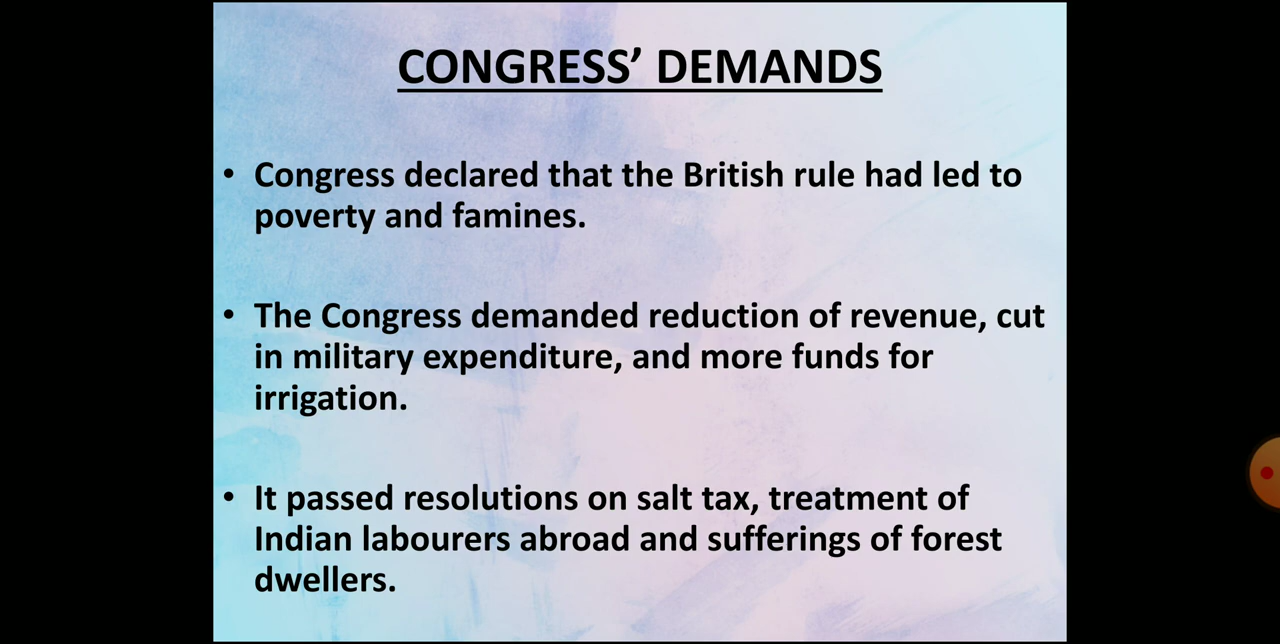 CONGRESS’ DEMANDS
• Congress declared that the British rule had led to
poverty and famines.
• The Congress demanded reduction of revenue, cut
in military expenditure, and more funds for
irrigation.
• It passed resolutions on salt tax, treatment of
Indian labourers abroad and sufferings of forest
dwellers.